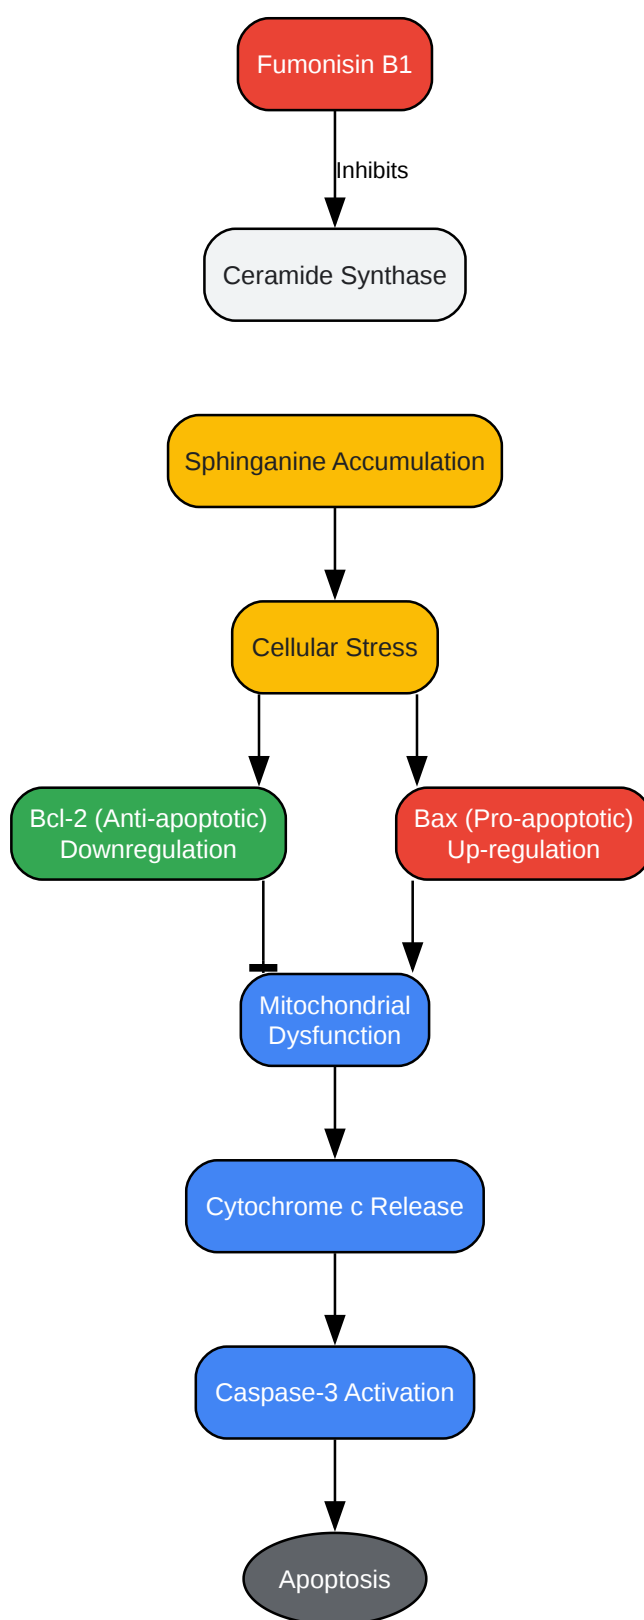 Fumonisin B1
Inhibits
Ceramide Synthase
Sphinganine Accumulation
Cellular Stress
Bcl-2 (Anti-apoptotic)
Downregulation
Bax (Pro-apoptotic)
Up-regulation
Mitochondrial
Dysfunction
Cytochrome c Release
Caspase-3 Activation
Apoptosis